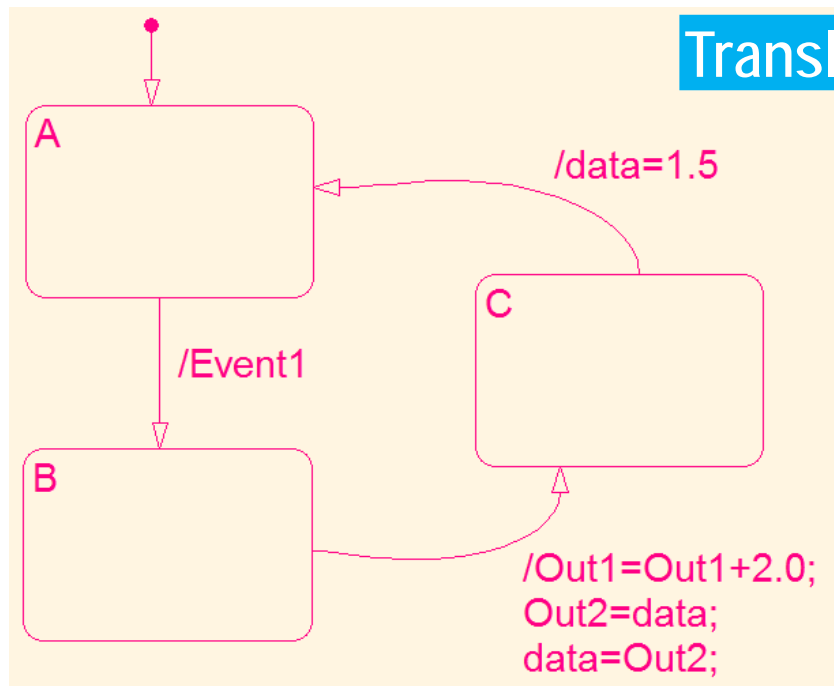 Transl
A
/data=1.5
C
/Event1
B
/Out1=Out1+2.0;
Out2=data;
data=Out2;